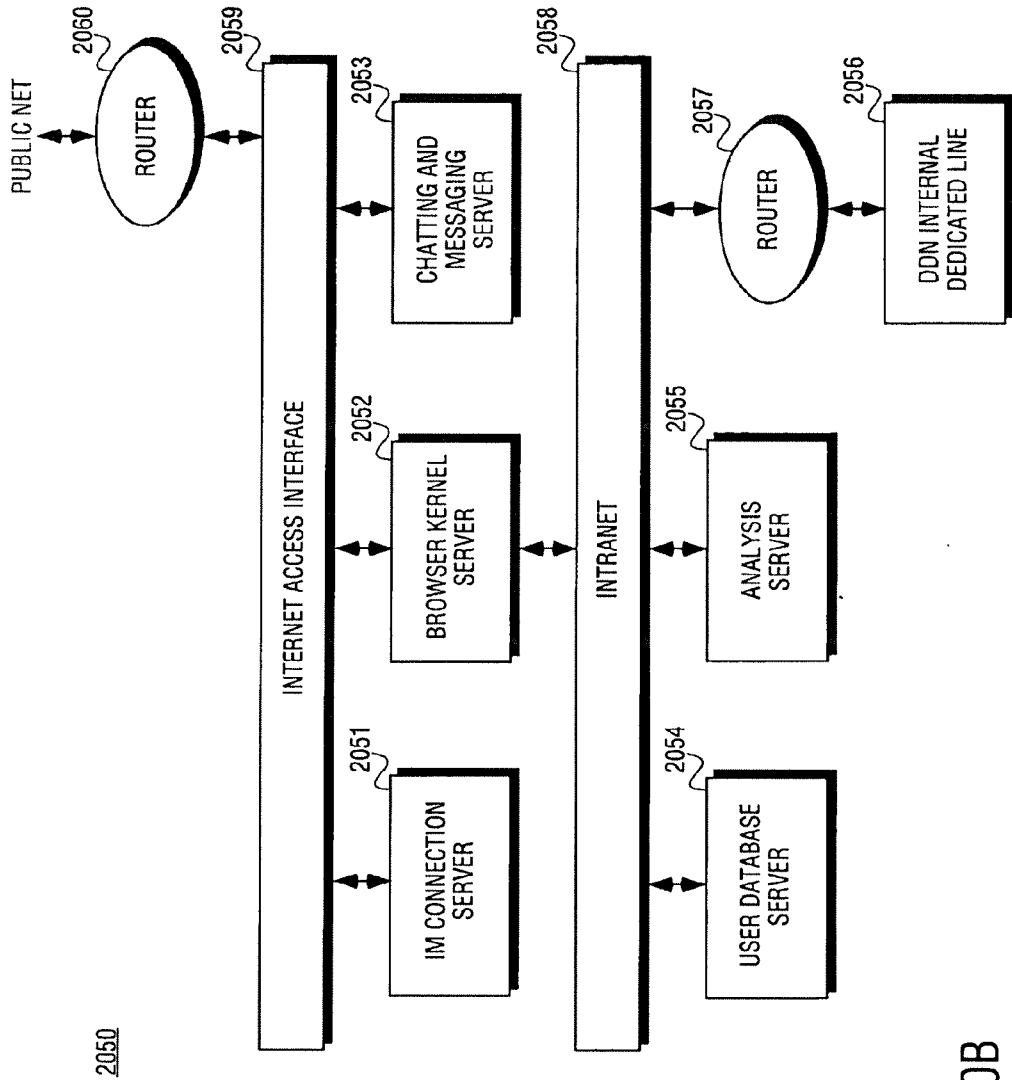 PUBLIC NET
2060
ROUTER
2059
INTERNET ACCESS INTERFACE
2051
IM CONNECTION
SERVER
2052
BROWSER KERNEL
SERVER
2053
CHATTING AND
MESSAGING
SERVER
2058
INTRANET
2054
USER DATABASE
SERVER
2055
ANALYSIS
SERVER
2057
ROUTER
2056
DDN INTERNAL
DEDICATED LINE
2050
0B